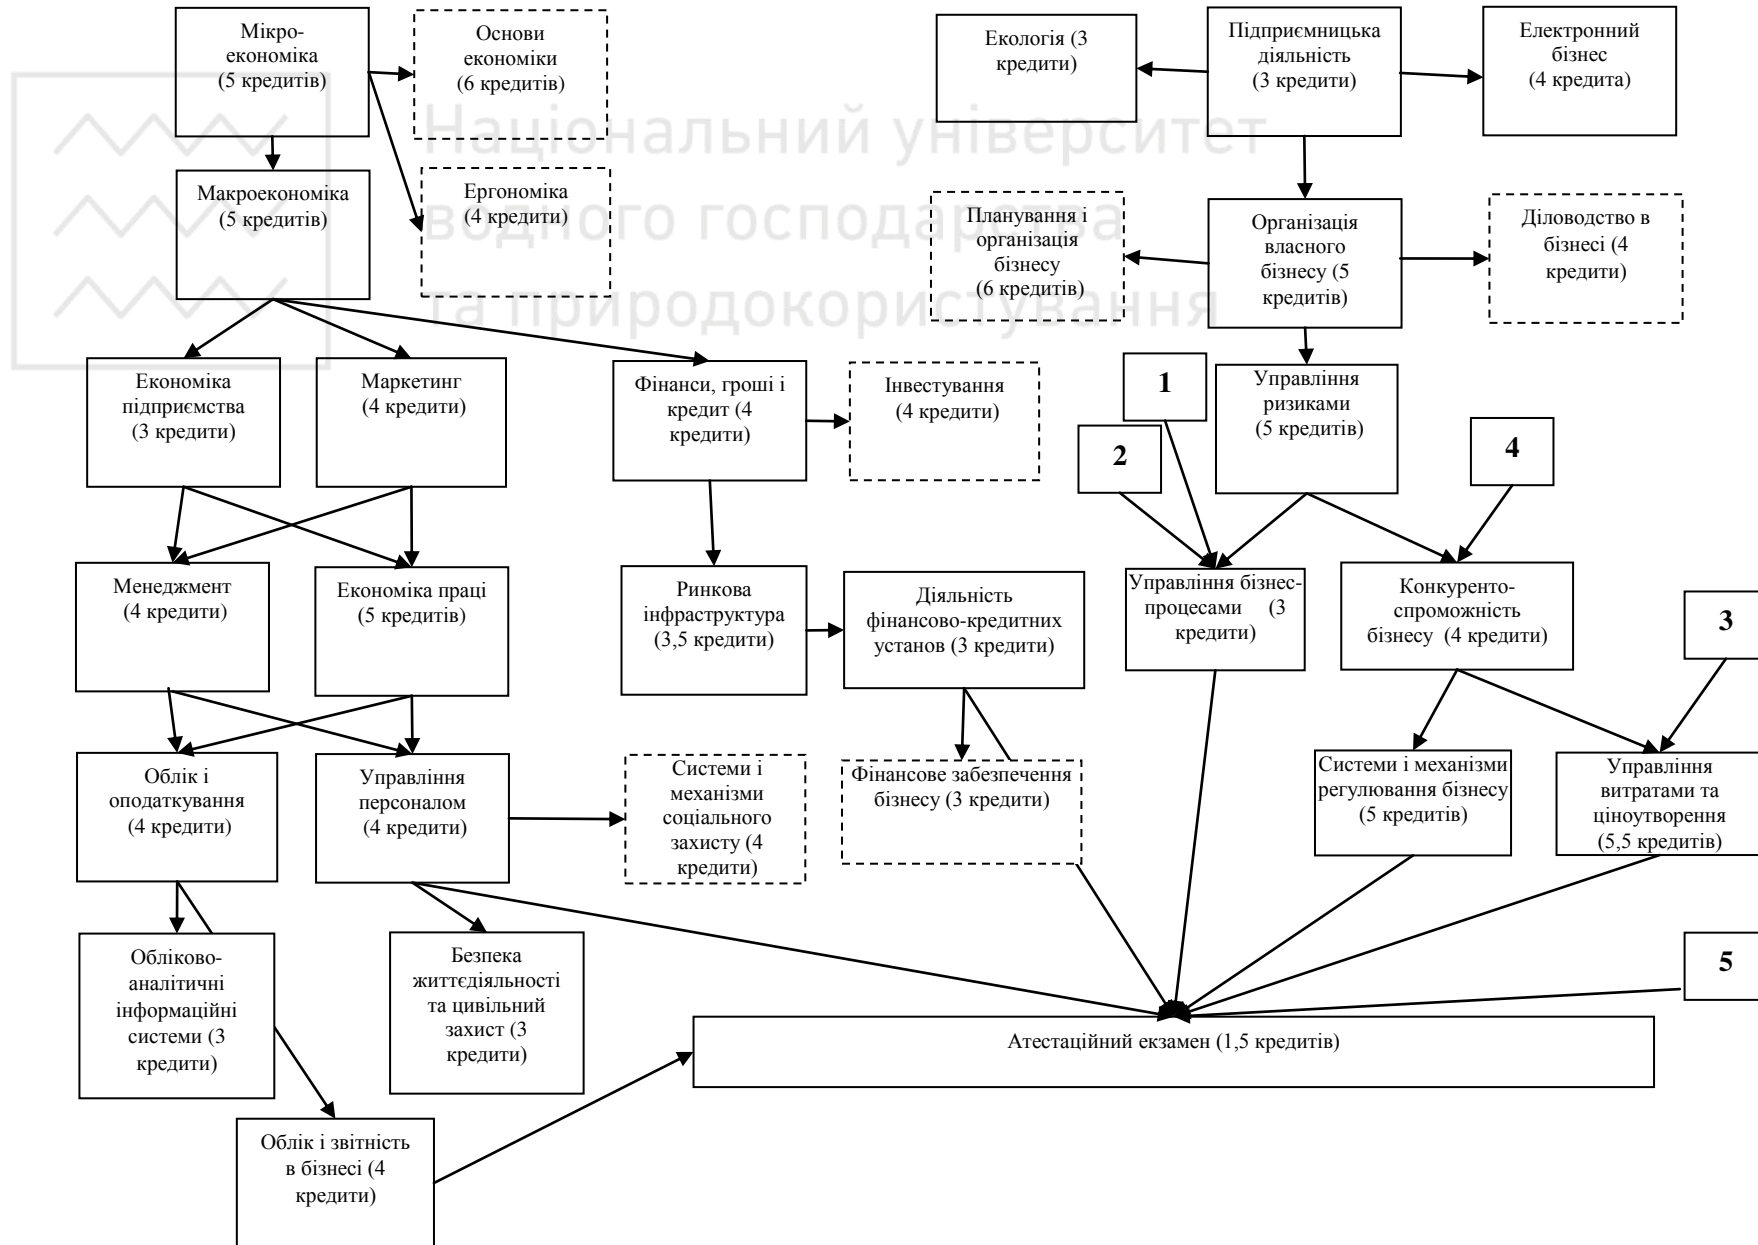 Мікро-
економіка
(5 кредитів)
Основи
економіки
(6 кредитів)
Екологія (3
кредити)
Підприємницька
діяльність
(3 кредити)
Електронний
бізнес
(4 кредита)
Національний університет
водного господарства
та природокористування
Макроекономіка
(5 кредитів)
Ергономіка
(4 кредити)
Планування і
організація
бізнесу
(6 кредитів)
Організація
власного
бізнесу (5
кредитів)
Діловодство в
бізнесі (4
кредити)
Економіка
підприємства
(3 кредити)
Маркетинг
(4 кредити)
Фінанси, гроші і
кредит (4
кредити)
Інвестування
(4 кредити)
1
Управління
ризиками
(5 кредитів)
2
4
Менеджмент
(4 кредити)
Економіка праці
(5 кредитів)
Ринкова
інфраструктура
(3,5 кредити)
Діяльність
фінансово-кредитних
установ (3 кредити)
Управління бізнес-
процесами (3
кредити)
Конкуренто-
спроможність
бізнесу (4 кредити)
3
Облік і
оподаткування
(4 кредити)
Управління
персоналом
(4 кредити)
Системи і
механізми
соціального
захисту (4
кредити)
Фінансове забезпечення
бізнесу (3 кредити)
Системи і механізми
регулювання бізнесу
(5 кредитів)
Управління
витратами та
ціноутворення
(5,5 кредитів)
Обліково-
аналітичні
інформаційні
системи (3
кредити)
Безпека
життєдіяльності
та цивільний
захист (3
кредити)
5
Атестаційний екзамен (1,5 кредитів)
Облік і звітність
в бізнесі (4
кредити)